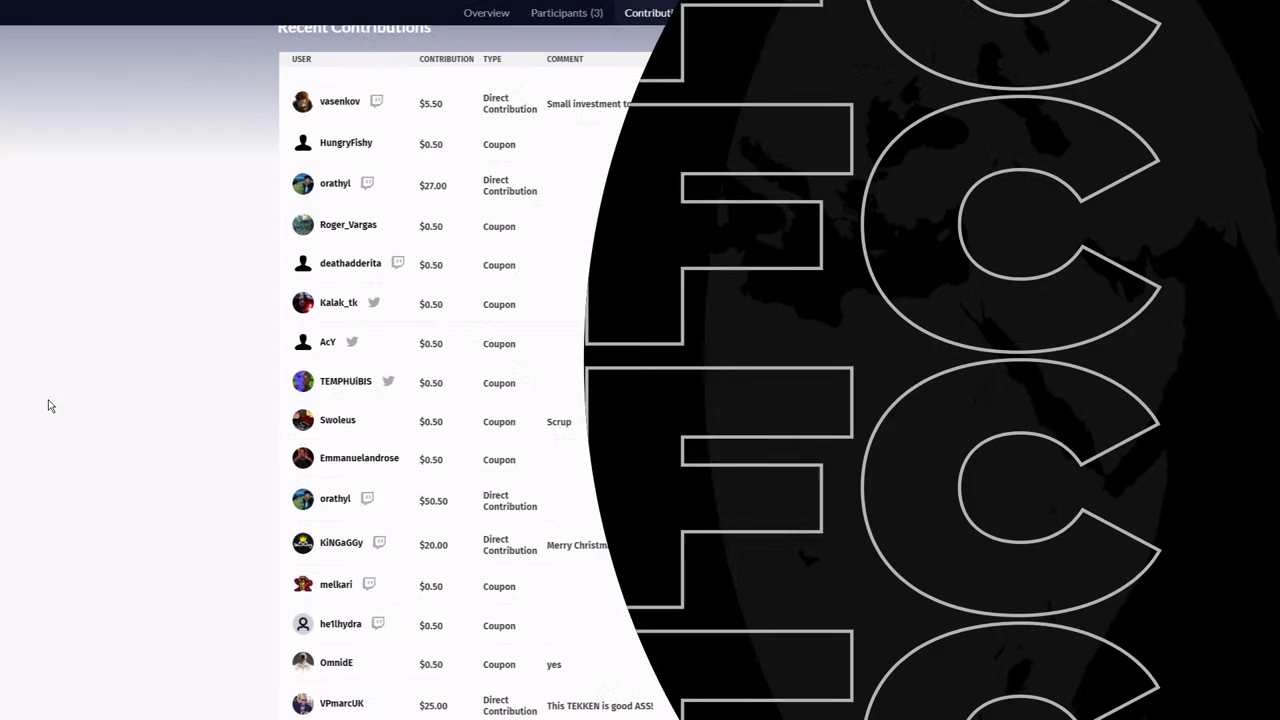 Overview Participants (3)
Recent Contributions
USER CONTRIBUTION TYPE COMMENT
vasenkov $5.50 Direct Contribution Small investment to
HungryFishy $0.50 Coupon
orathyl $27.00 Direct Contribution
Roger_Vargas $0.50 Coupon
deathadderita $0.50 Coupon
Kalak_tk $0.50 Coupon
AcY $0.50 Coupon
TEMPHUiBIS $0.50 Coupon
Swoleus $0.50 Coupon Scrup
Emmanuelandrose $0.50 Coupon
orathyl $50.50 Direct Contribution
KiNGaGGy $20.00 Direct Contribution Merry
melkari $0.50 Coupon
he1lhydra $0.50 Coupon
OmnidE $0.50 Coupon yes
VPmarcUK $25.00 Direct Contribution This TEKKEN is good ASS!
FC
FC